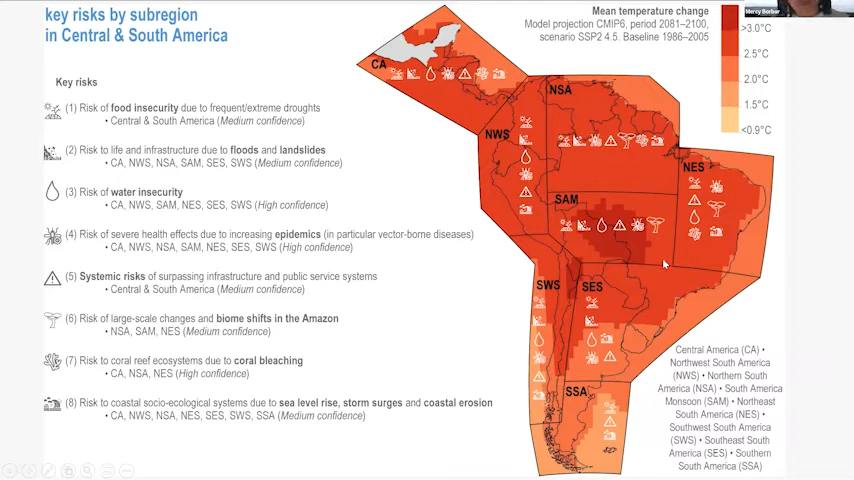 key risks by subregion
in Central & South America
Mean temperature change
Model projection CMIP6, period 2081–2100,
scenario SSP2 4.5. Baseline 1986–2005
Mercy Borbor
>3.0°C
2.5°C
2.0°C
1.5°C
<0.9°C
Key risks
(1) Risk of food insecurity due to frequent/extreme droughts
• Central & South America (Medium confidence)
(2) Risk to life and infrastructure due to floods and landslides
• CA, NWS, NSA, SAM, SES, SWS (Medium confidence)
(3) Risk of water insecurity
• CA, NWS, SAM, NES, SES, SWS (High confidence)
(4) Risk of severe health effects due to increasing epidemics (in particular vector-borne diseases)
• CA, NWS, NSA, SAM, NES, SES, SWS (High confidence)
(5) Systemic risks of surpassing infrastructure and public service systems
• Central & South America (Medium confidence)
(6) Risk of large-scale changes and biome shifts in the Amazon
• NSA, SAM, NES (Medium confidence)
(7) Risk to coral reef ecosystems due to coral bleaching
• CA, NSA, NES (High confidence)
(8) Risk to coastal socio-ecological systems due to sea level rise, storm surges and coastal erosion
• CA, NWS, NSA, NES, SES, SWS, SSA (Medium confidence)
CA
NSA
NWS
NES
SAM
SWS
SES
SSA
Central America (CA) •
Northwest South America
(NWS) • Northern South
America (NSA) • South America
Monsoon (SAM) • Northeast
South America (NES) •
Southwest South America
(SWS) • Southeast South
America (SES) • Southern
South America (SSA)